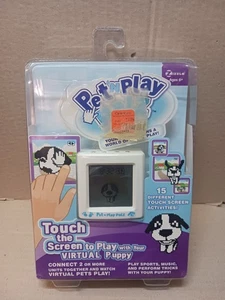 ZIZZLE
Pet 'n Play
15
DIFFERENT
TOUCH SCREEN
ACTIVITIES
Touch
the
Screen to Play with Your
VIRTUAL Puppy
CONNECT 2 OR MORE
UNITS TOGETHER AND WATCH
VIRTUAL PETS PLAY!
PLAY SPORTS, MUSIC,
AND PERFORM TRICKS
WITH YOUR PUPPY!